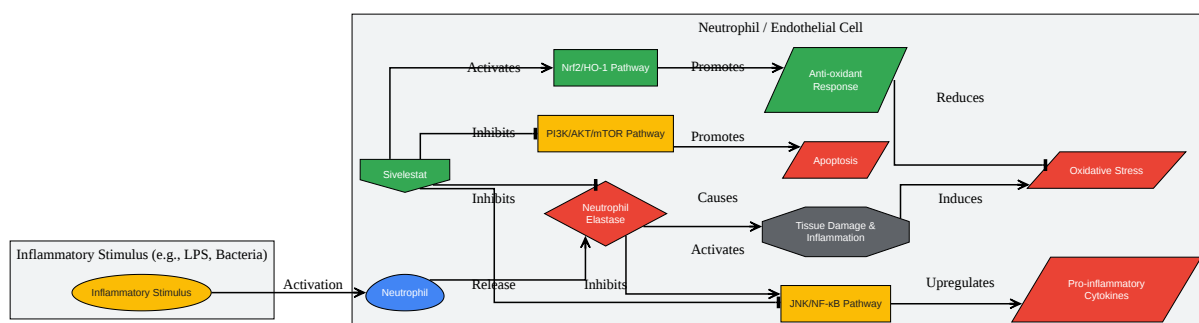 Neutrophil / Endothelial Cell
Activates
Nrf2/HO-1 Pathway
Promotes
Anti-oxidant
Response
Reduces
Inhibits
PI3K/AKT/mTOR Pathway
Promotes
Apoptosis
Sivelestat
Oxidative Stress
Inhibits
Neutrophil
Elastase
Causes
Induces
Tissue Damage &
Inflammation
Activates
Inflammatory Stimulus (e.g., LPS, Bacteria)
Inflammatory Stimulus
Activation
Neutrophil
Release
Inhibits
JNK/NF-κB Pathway
Upregulates
Pro-inflammatory
Cytokines